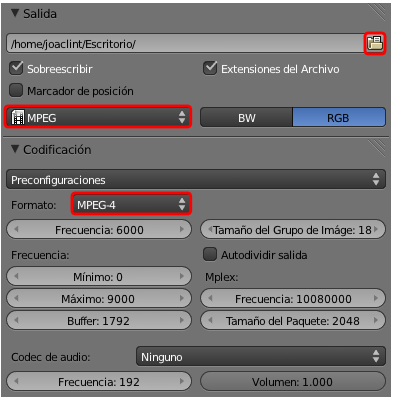 Salida
/home/joaclint/Escritorio/
Sobreescribir Extensiones del Archivo
Marcador de posición
MPEG BW RGB
Codificación
Preconfiguraciones
Formato: MPEG-4
Frecuencia: 6000 Tamaño del Grupo de Imáge: 18
Frecuencia: Autodividir salida
Mínimo: 0 Mplex:
Máximo: 9000 Frecuencia: 10080000
Buffer: 1792 Tamaño del Paquete: 2048
Codec de audio: Ninguno
Frecuencia: 192 Volumen: 1.000